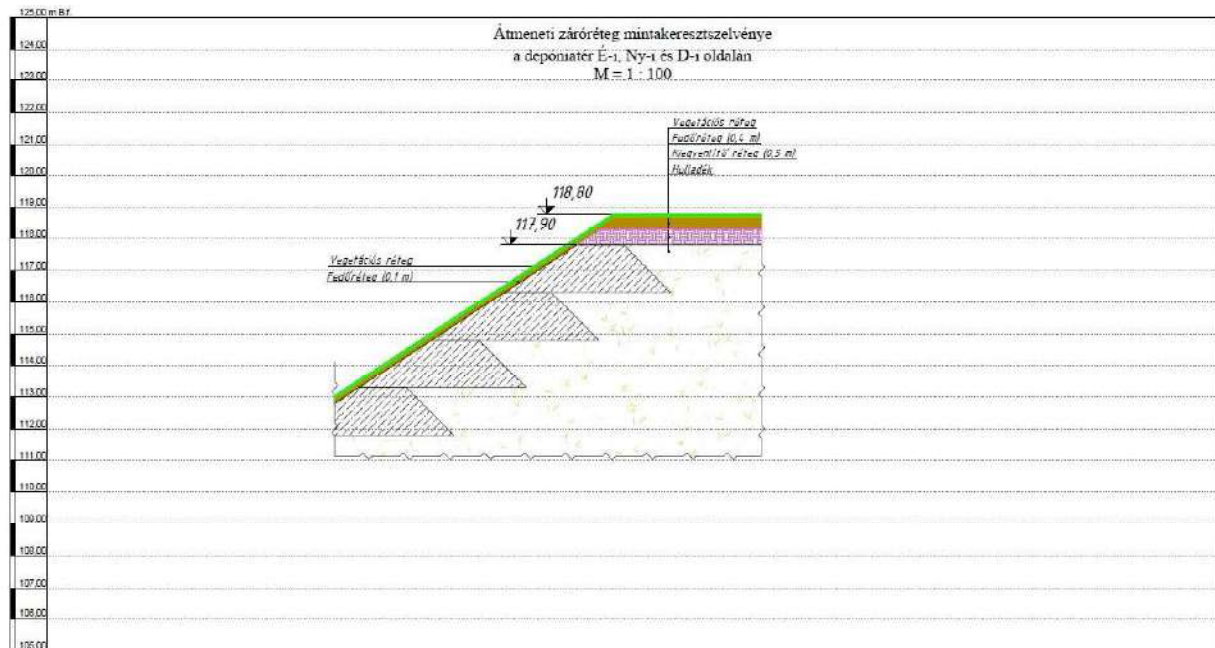 125,00 m B.f.
124,00
123,00
122,00
121,00
120,00
119,00
118,00
117,00
116,00
115,00
114,00
113,00
112,00
111,00
110,00
109,00
108,00
107,00
106,00
105,00
Átmeneti záróréteg mintakeresztszelvénye
a depóniatér É-i, Ny-i és D-i oldalán
M = 1 : 100
Vegetációs réteg
Fedőréteg (0,4 m)
Kiegyenlítő réteg (0,5 m)
Hulladék
118,80
117,90
Vegetációs réteg
Fedőréteg (0,1 m)